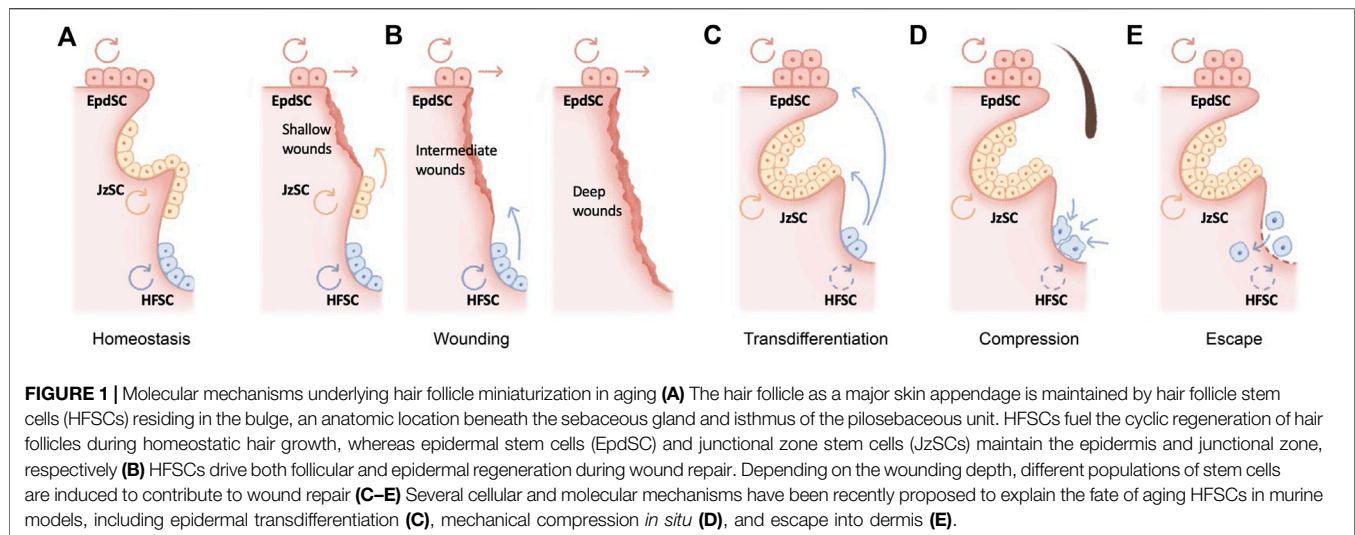 A
B
C
D
E
EpdSC
EpdSC
EpdSC
EpdSC
EpdSC
EpdSC
EpdSC
Shallow
wounds
Intermediate
wounds
Deep
wounds
JzSC
JzSC
JzSC
JzSC
JzSC
HFSC
HFSC
HFSC
HFSC
HFSC
HFSC
Homeostasis
Wounding
Transdifferentiation
Compression
Escape
FIGURE 1 | Molecular mechanisms underlying hair follicle miniaturization in aging (A) The hair follicle as a major skin appendage is maintained by hair follicle stem
cells (HFSCs) residing in the bulge, an anatomic location beneath the sebaceous gland and isthmus of the pilosebaceous unit. HFSCs fuel the cyclic regeneration of hair
follicles during homeostatic hair growth, whereas epidermal stem cells (EpdSC) and junctional zone stem cells (JzSCs) maintain the epidermis and junctional zone,
respectively (B) HFSCs drive both follicular and epidermal regeneration during wound repair. Depending on the wounding depth, different populations of stem cells
are induced to contribute to wound repair (C–E) Several cellular and molecular mechanisms have been recently proposed to explain the fate of aging HFSCs in murine
models, including epidermal transdifferentiation (C), mechanical compression in situ (D), and escape into dermis (E).